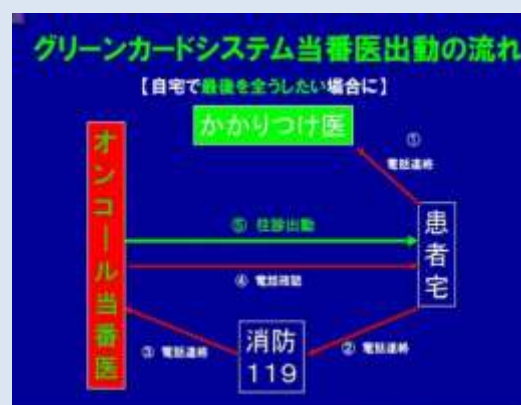 グリーンカードシステム当番医出動の流れ
【自宅で最後を全うしたい場合に】
かかりつけ医
①
電話連絡
オンコール当番医
⑤ 往診出動
患者宅
④ 電話確認
③ 電話連絡
消防
119
② 電話連絡